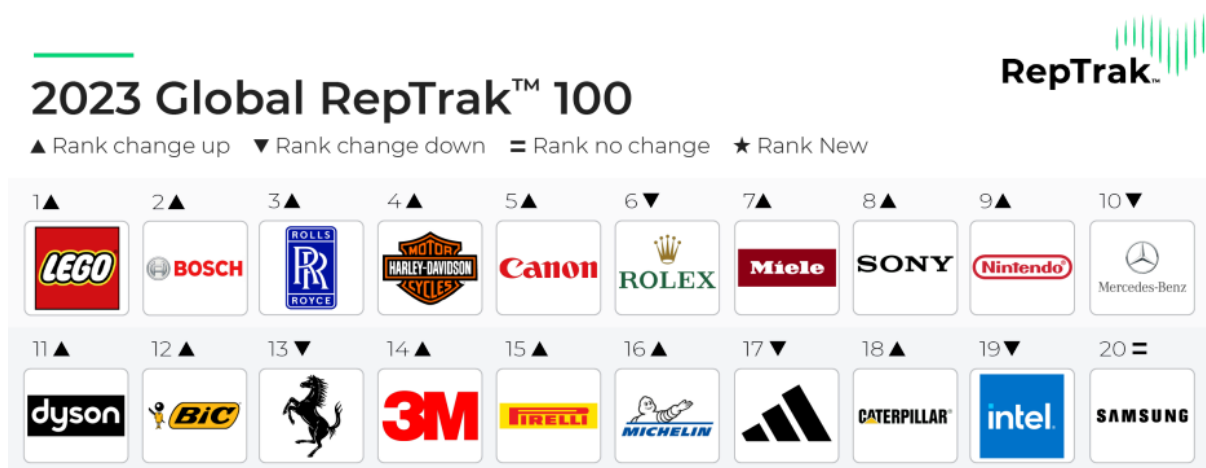 RepTrak™
2023 Global RepTrak™ 100
▲ Rank change up ▼ Rank change down = Rank no change ★ Rank New
1▲ 2▲ 3▲ 4▲ 5▲ 6▼ 7▲ 8▲ 9▲ 10▼
LEGO BOSCH ROLLS RR ROYCE MOTOR HARLEY-DAVIDSON CYCLES Canon ROLEX Miele SONY Nintendo® Mercedes-Benz
11▲ 12▲ 13▼ 14▲ 15▲ 16▲ 17▼ 18▲ 19▼ 20=
dyson BiC 3M PIRELLI MICHELIN CATERPILLAR® intel. SAMSUNG